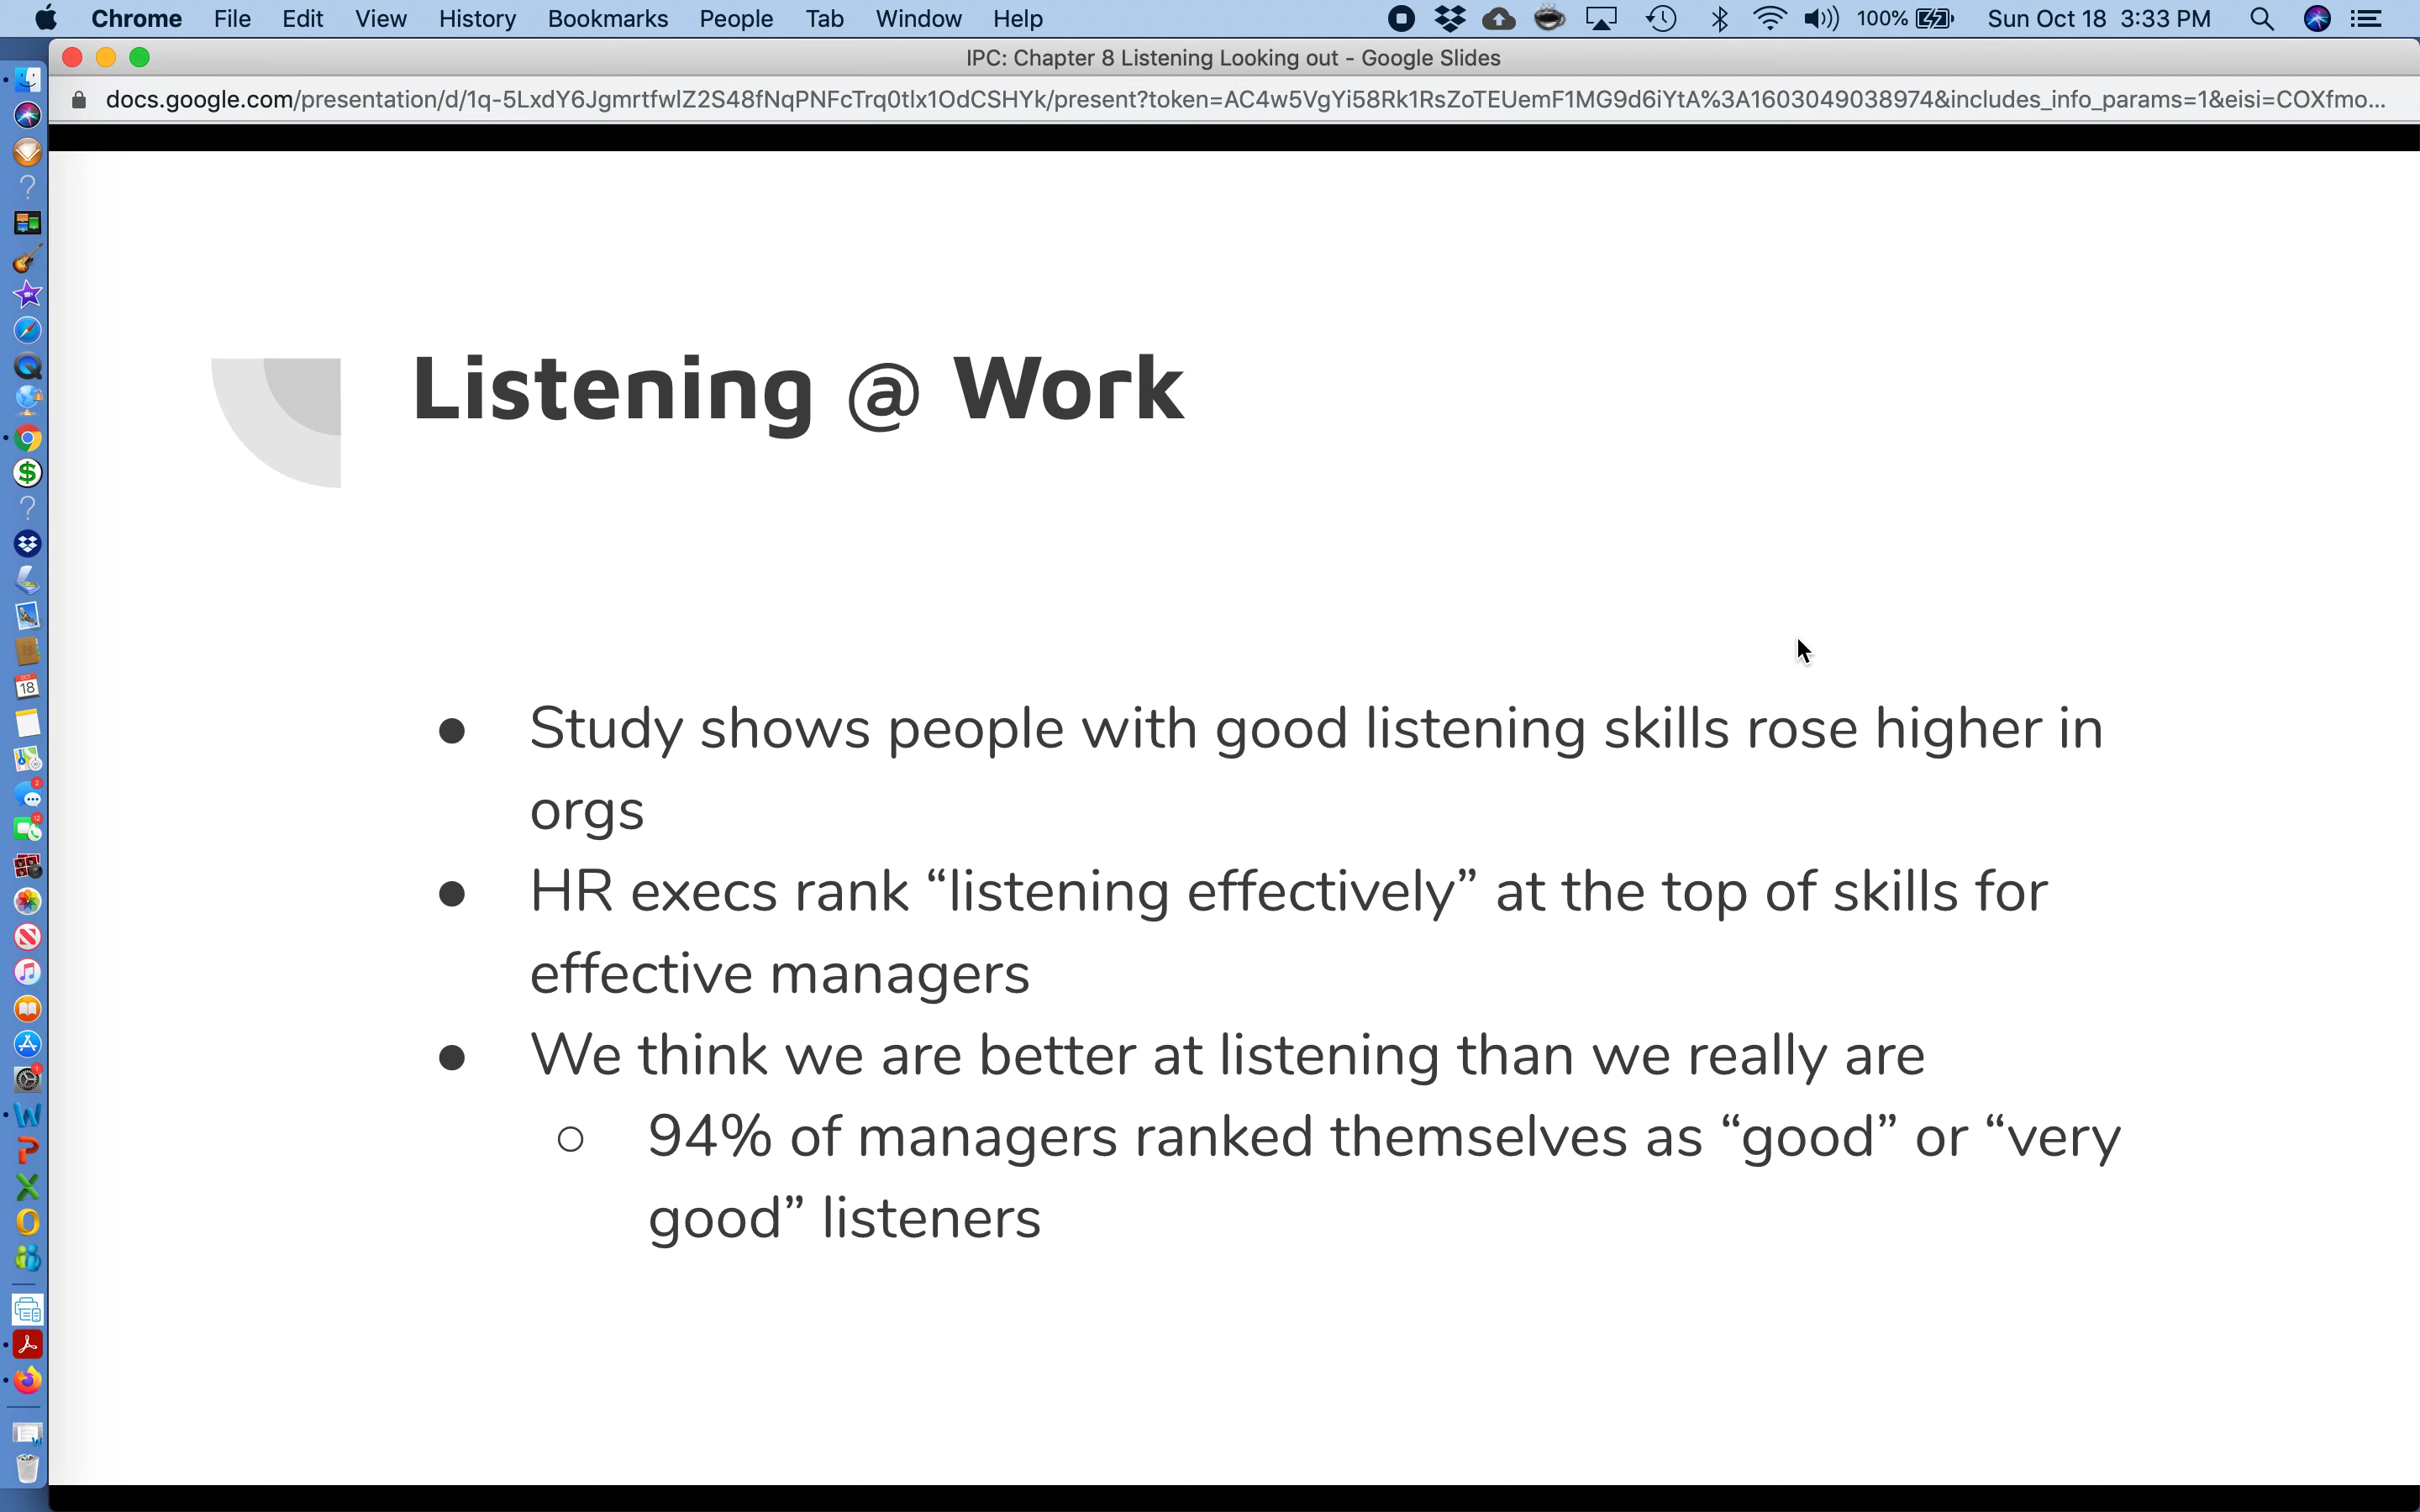 Chrome File Edit View History Bookmarks People Tab Window Help 100% Sun Oct 18 3:33 PM
IPC: Chapter 8 Listening Looking out - Google Slides
docs.google.com/presentation/d/1q-5LxdY6JgmrtfwlZ2S48fNqPNFcTrq0tlx1OdCSHYk/present?token=AC4w5VgYi58Rk1RsZoTEUemF1MG9d6iYtA%3A1603049038974&includes_info_params=1&eisi=COXfmo...
Listening @ Work
● Study shows people with good listening skills rose higher in
orgs
● HR execs rank “listening effectively” at the top of skills for
effective managers
● We think we are better at listening than we really are
○ 94% of managers ranked themselves as “good” or “very
good” listeners